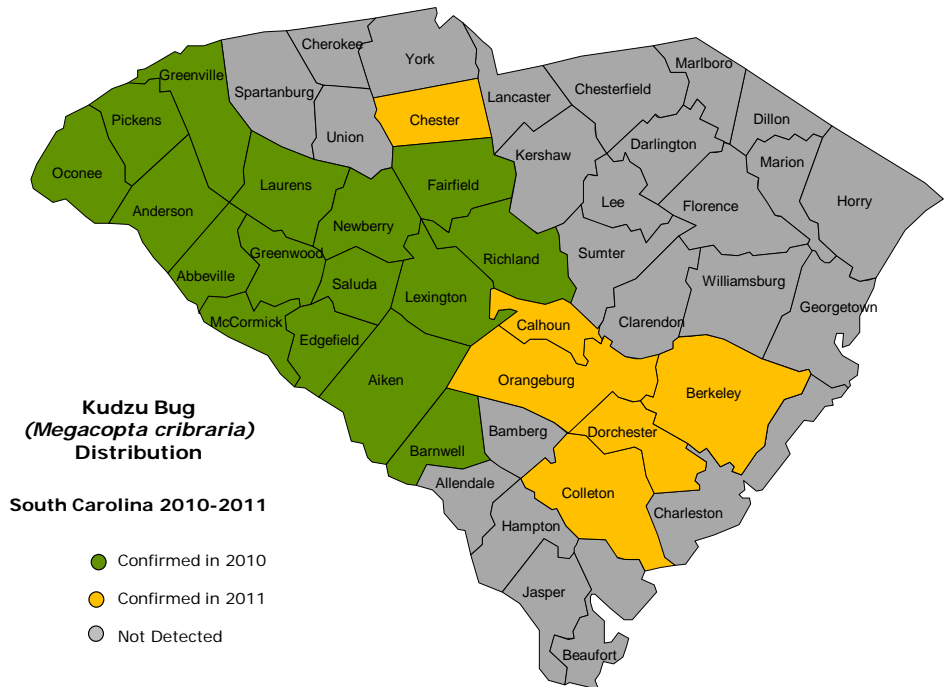 Cherokee
York
Marlboro
Greenville
Spartanburg
Lancaster
Chesterfield
Pickens
Chester
Dillon
Union
Darlington
Kershaw
Marion
Oconee
Laurens
Fairfield
Lee
Horry
Anderson
Newberry
Florence
Greenwood
Richland
Sumter
Abbeville
Saluda
Lexington
Williamsburg
Georgetown
McCormick
Calhoun
Clarendon
Edgefield
Aiken
Orangeburg
Berkeley
Kudzu Bug
(Megacopta cribraria)
Distribution
Bamberg
Dorchester
Barnwell
Allendale
Colleton
South Carolina 2010-2011
Charleston
Hampton
Confirmed in 2010
Jasper
Confirmed in 2011
Not Detected
Beaufort